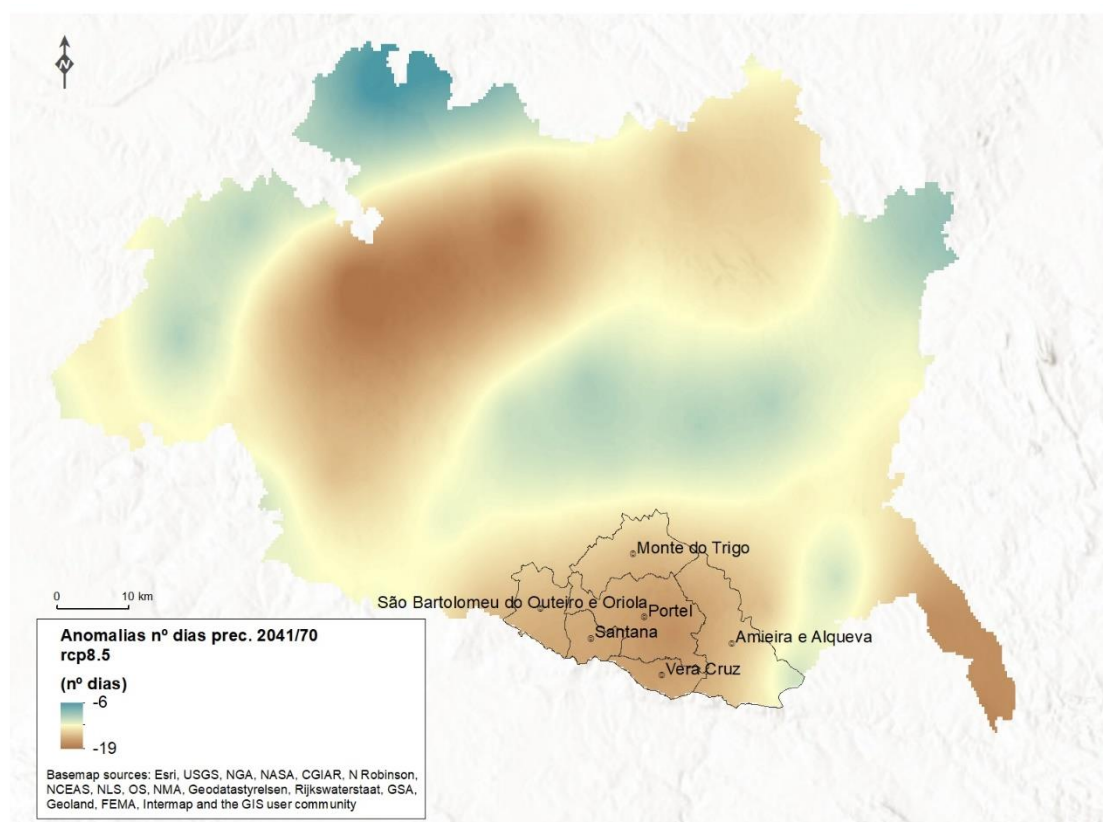 N
Monte do Trigo
São Bartolomeu do Outeiro e Oriola
Portel
Santana
Amieira e Alqueva
Vera Cruz
0 10 km
Anomalias nº dias prec. 2041/70
rcp8.5
(nº dias)
-6
-19
Basemap sources: Esri, USGS, NGA, NASA, CGIAR, N Robinson,
NCEAS, NLS, OS, NMA, Geodatastyrelsen, Rijkswaterstaat, GSA,
Geoland, FEMA, Intermap and the GIS user community